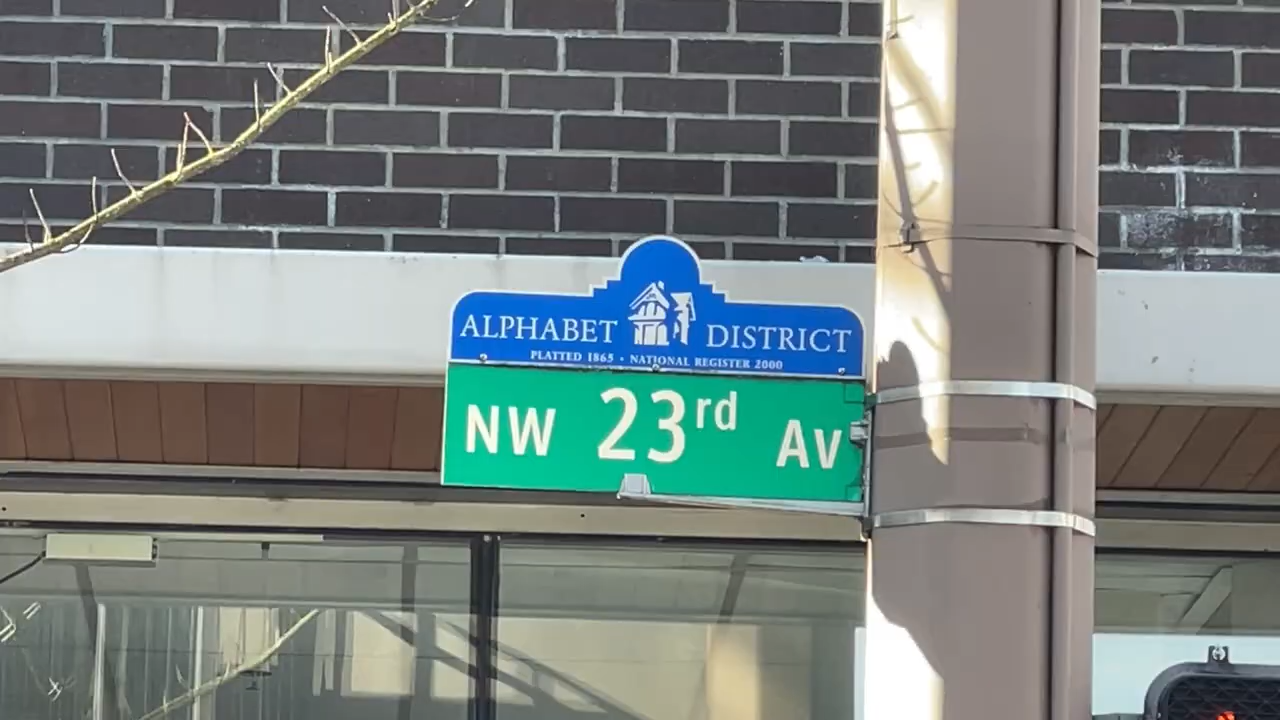 ALPHABET DISTRICT
PLATTED 1865 • NATIONAL REGISTER 2000
NW 23rd Av